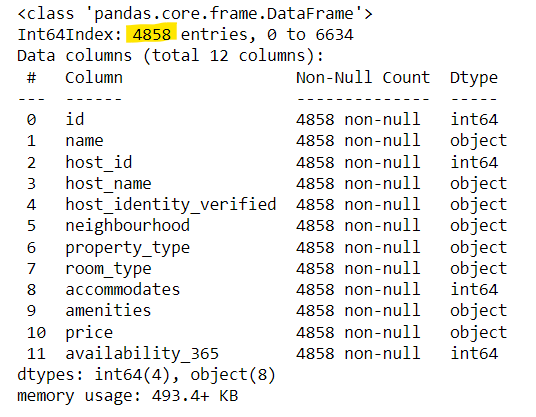 <class 'pandas.core.frame.DataFrame'>
Int64Index: 4858 entries, 0 to 6634
Data columns (total 12 columns):
 #   Column                  Non-Null Count  Dtype
---  ------                  --------------  -----
 0   id                      4858 non-null   int64
 1   name                    4858 non-null   object
 2   host_id                 4858 non-null   int64
 3   host_name               4858 non-null   object
 4   host_identity_verified  4858 non-null   object
 5   neighbourhood           4858 non-null   object
 6   property_type           4858 non-null   object
 7   room_type               4858 non-null   object
 8   accommodates            4858 non-null   int64
 9   amenities               4858 non-null   object
 10  price                   4858 non-null   object
 11  availability_365        4858 non-null   int64
dtypes: int64(4), object(8)
memory usage: 493.4+ KB